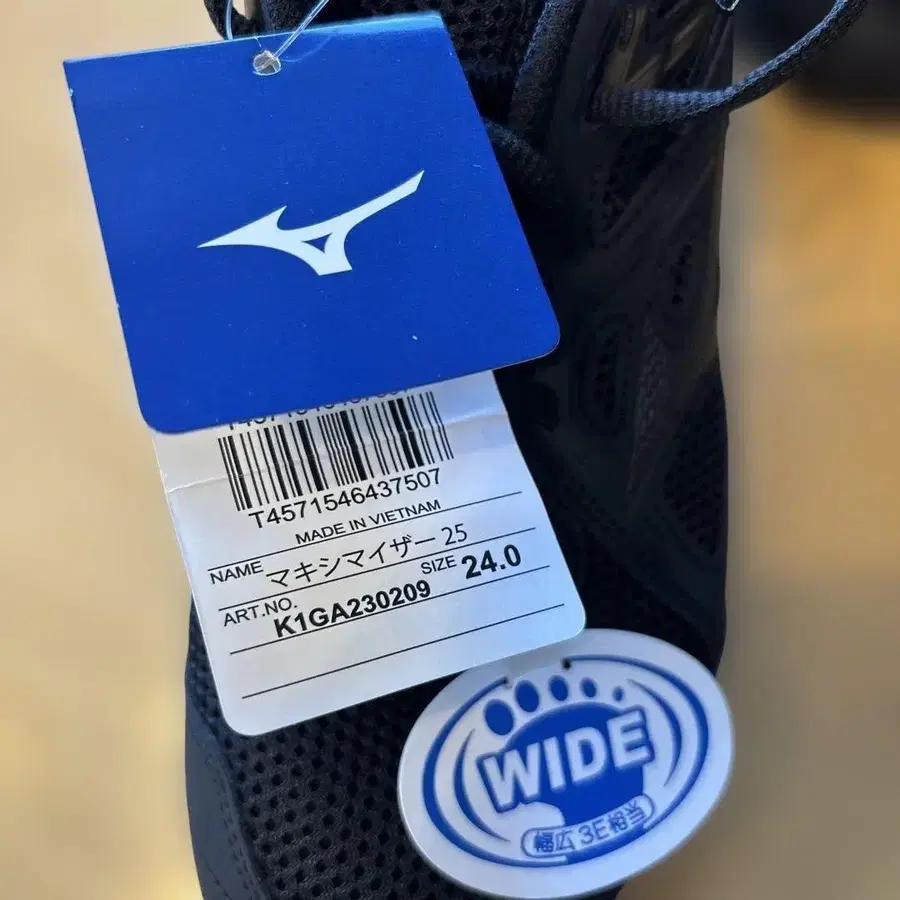 T4571546437507
MADE IN VIETNAM
NAME マキシマイザー 25
SIZE 24.0
ART.NO. K1GA230209
WIDE
幅広 3E相当